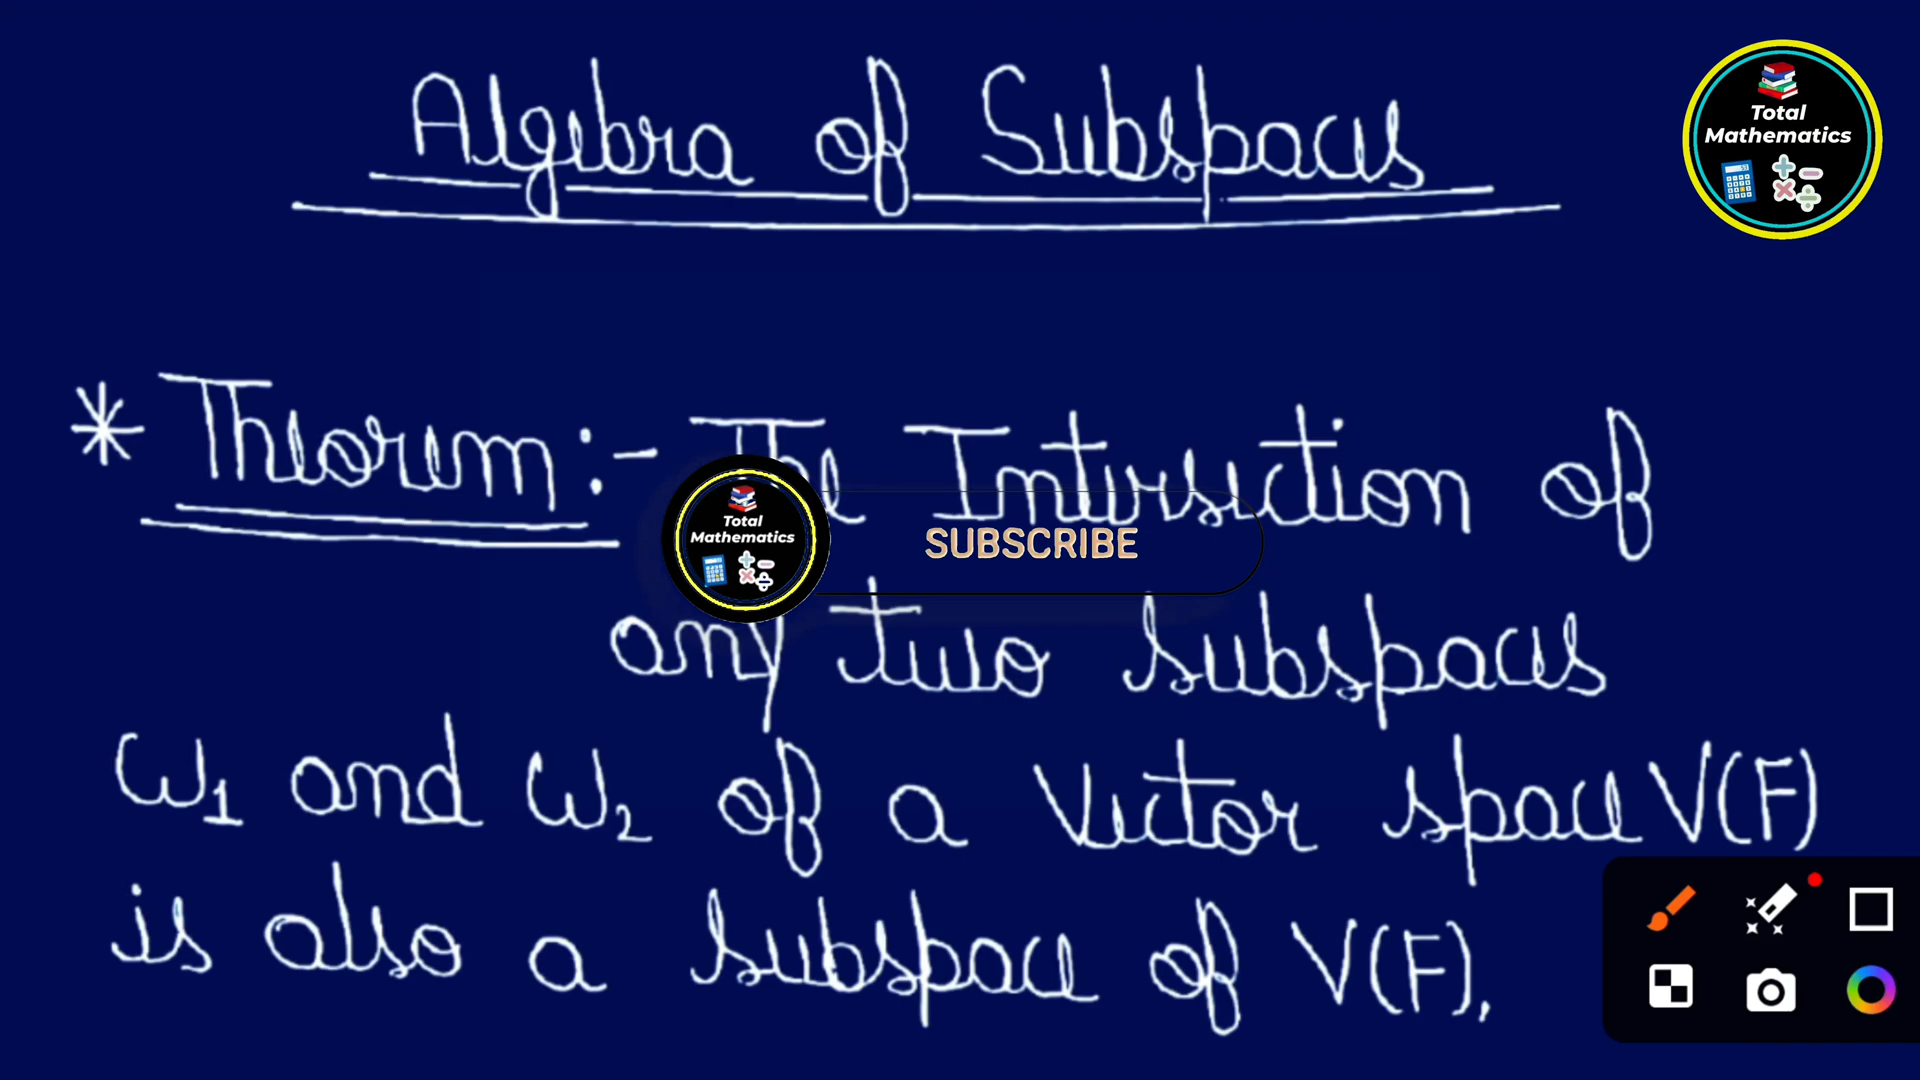 Algebra of Subspaces
Total
Mathematics
* Theorem :- The Intersection of
Total
Mathematics
SUBSCRIBE
any two subspaces
W1 and W2 of a Vector space V(F)
is also a subspace of V(F).